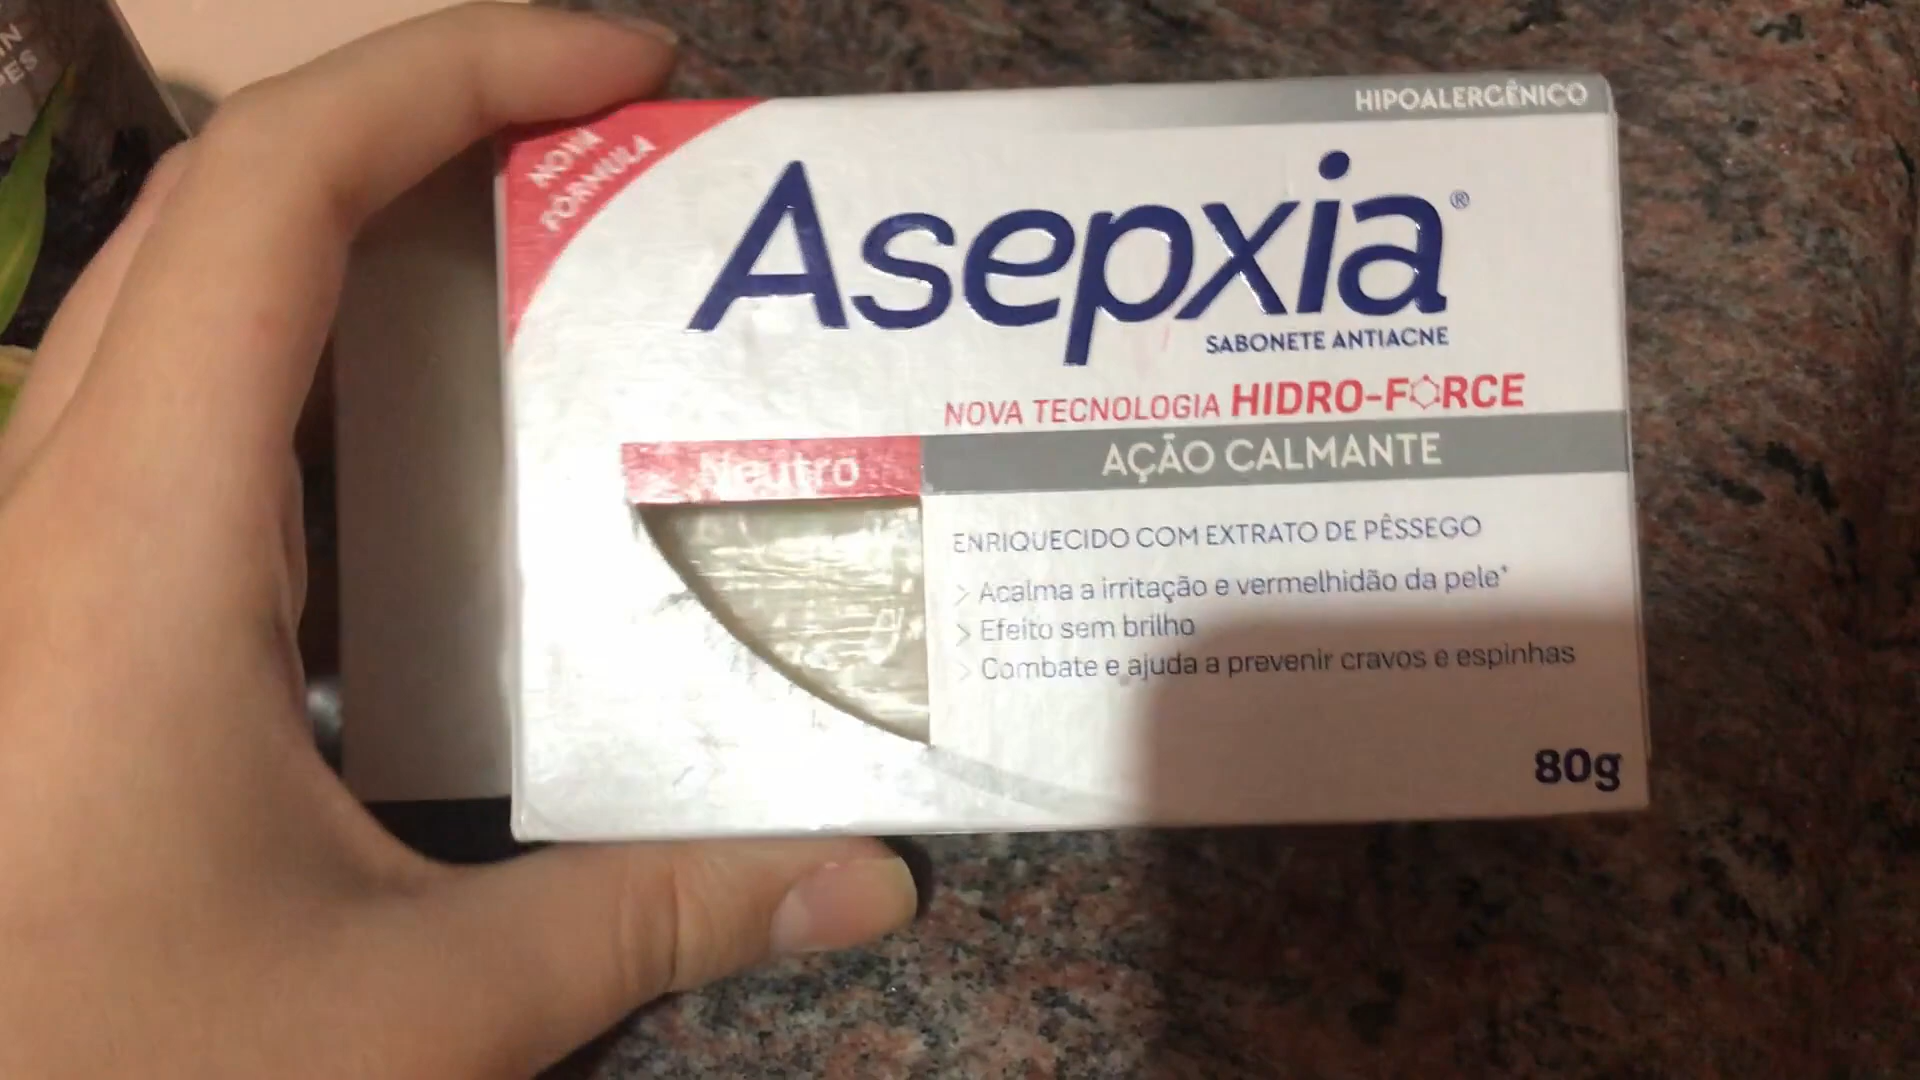 HIPOALERGÊNICO
NOVA
FÓRMULA
Asepxia®
SABONETE ANTIACNE
NOVA TECNOLOGIA HIDRO-FORCE
Neutro
AÇÃO CALMANTE
ENRIQUECIDO COM EXTRATO DE PÊSSEGO
> Acalma a irritação e vermelhidão da pele*
> Efeito sem brilho
> Combate e ajuda a prevenir cravos e espinhas
80g